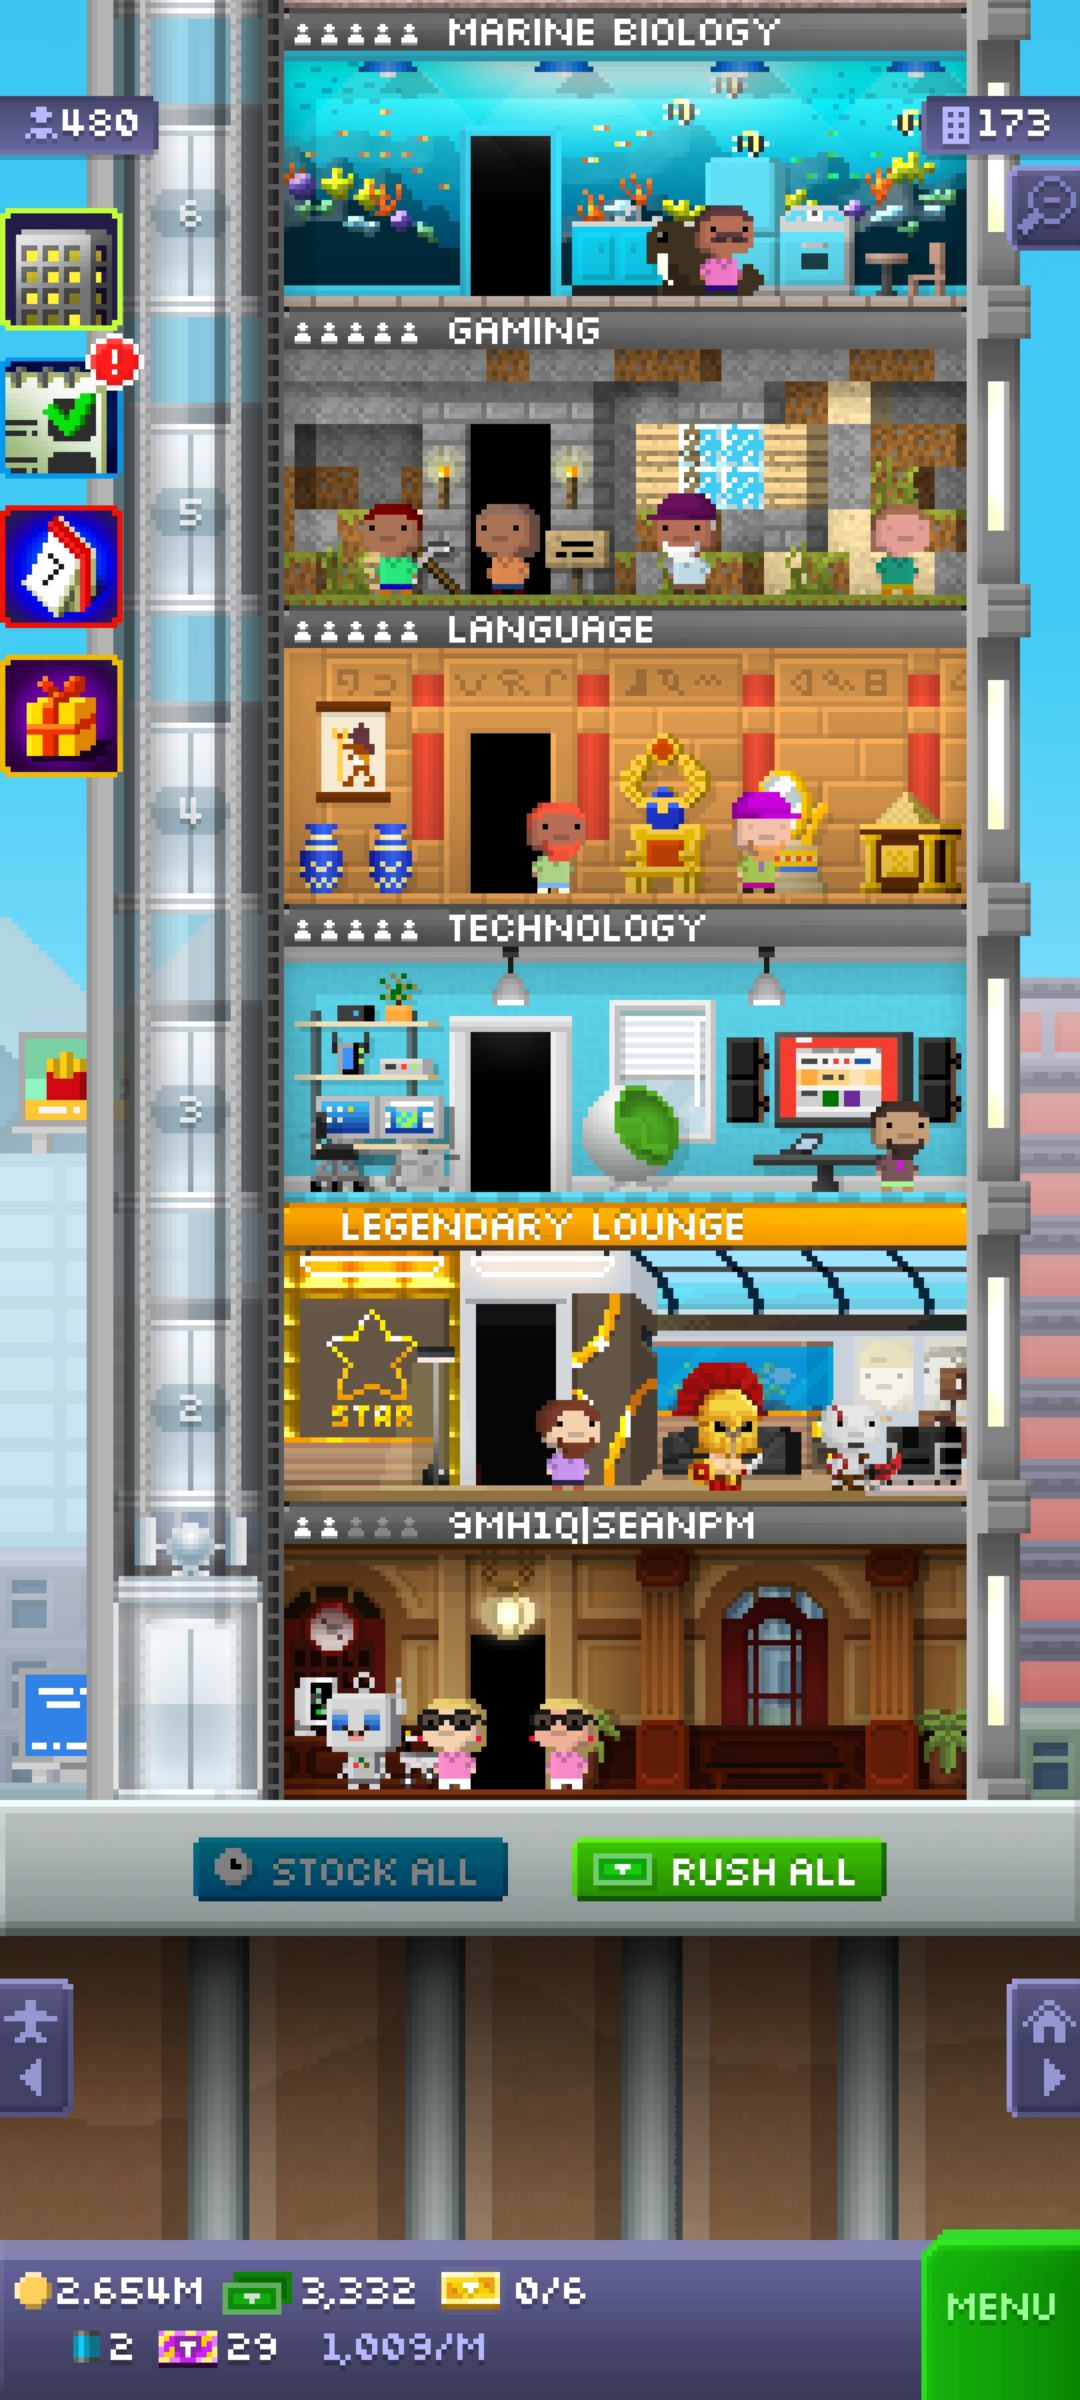 MARINE BIOLOGY
480
173
6
GAMING
5
7
LANGUAGE
4
TECHNOLOGY
3
LEGENDARY LOUNGE
2
STAR
9MH1Q|SEANPM
STOCK ALL
RUSH ALL
2.654M 3,332 0/6
MENU
2 29 1,009/M